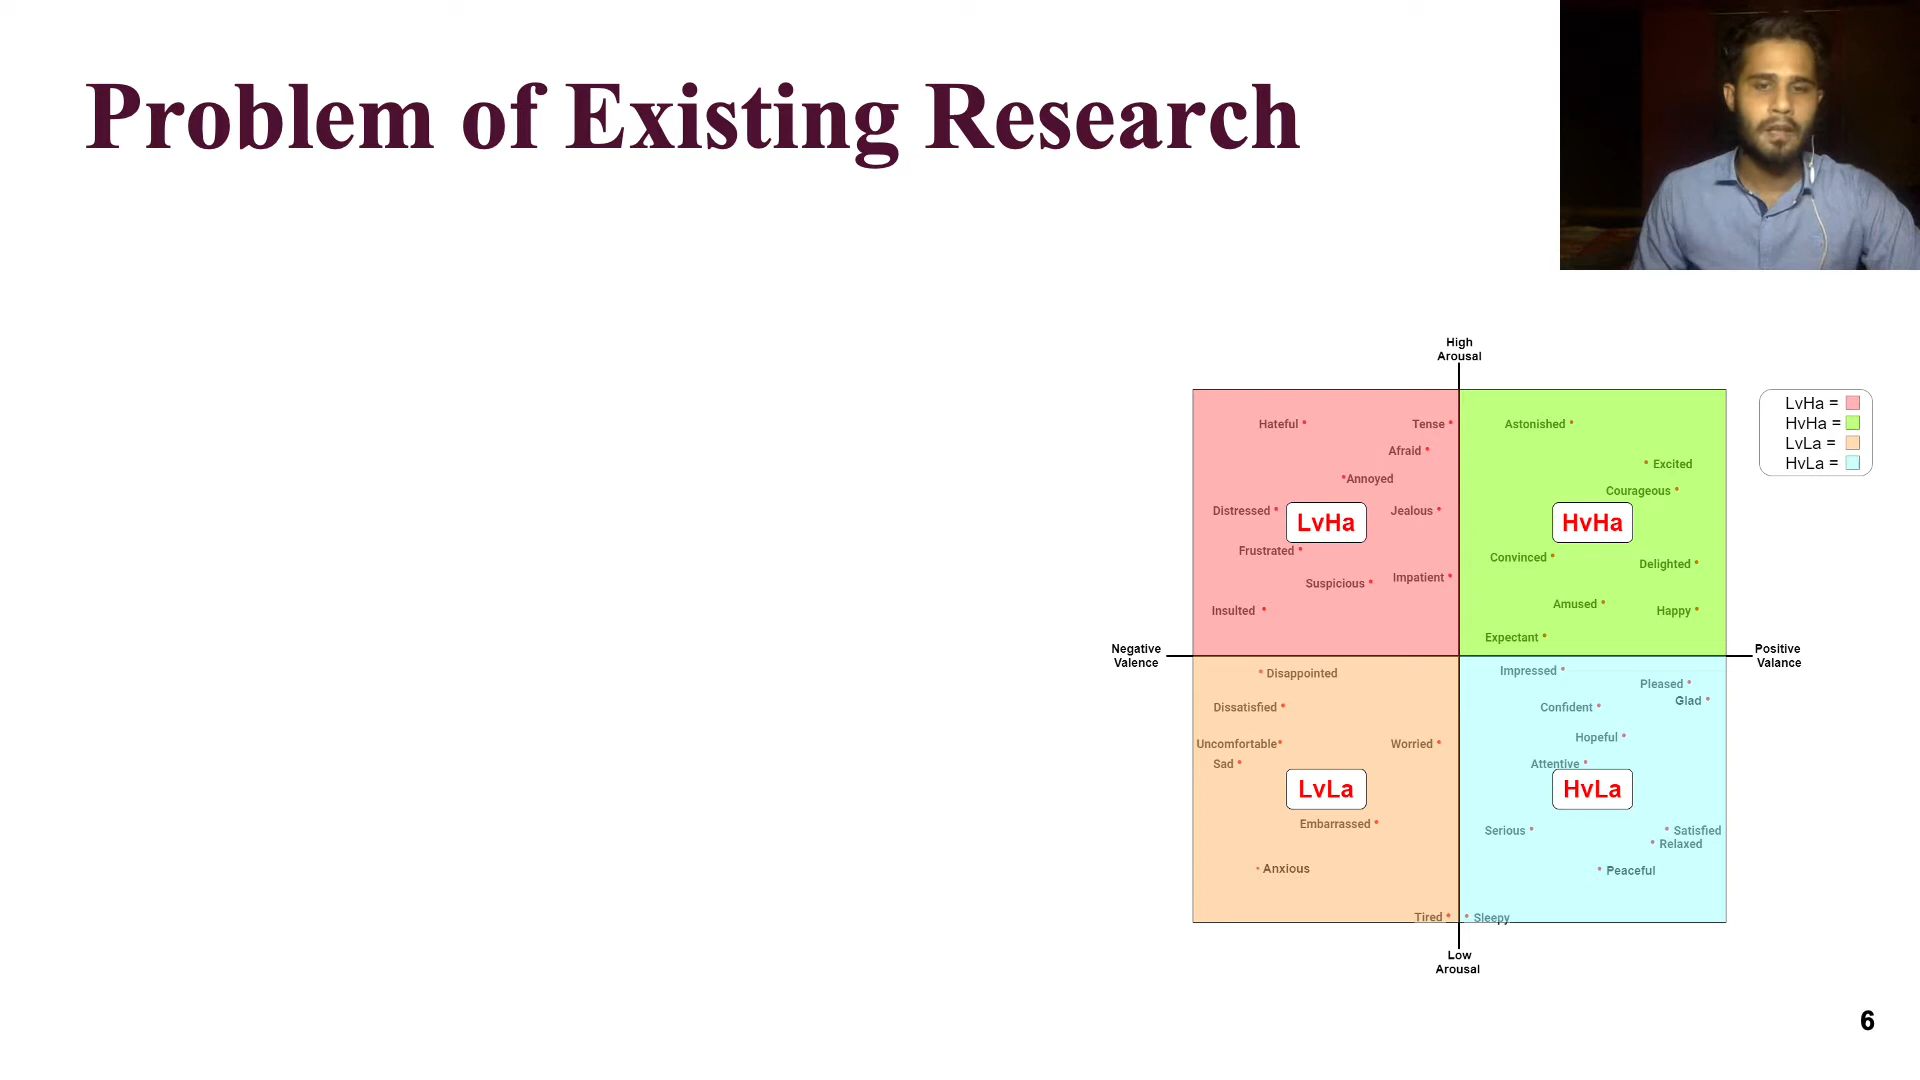 Problem of Existing Research
High
Arousal
LvHa =
HvHa =
LvLa =
HvLa =
Hateful
Tense
Astonished
Afraid
Excited
Annoyed
Courageous
Distressed
Jealous
LvHa
HvHa
Frustrated
Convinced
Delighted
Suspicious
Impatient
Insulted
Amused
Happy
Expectant
Negative
Valence
Positive
Valance
Disappointed
Impressed
Pleased
Glad
Dissatisfied
Confident
Hopeful
Uncomfortable
Worried
Sad
Attentive
LvLa
HvLa
Embarrassed
Serious
Satisfied
Relaxed
Anxious
Peaceful
Tired
Sleepy
Low
Arousal
6